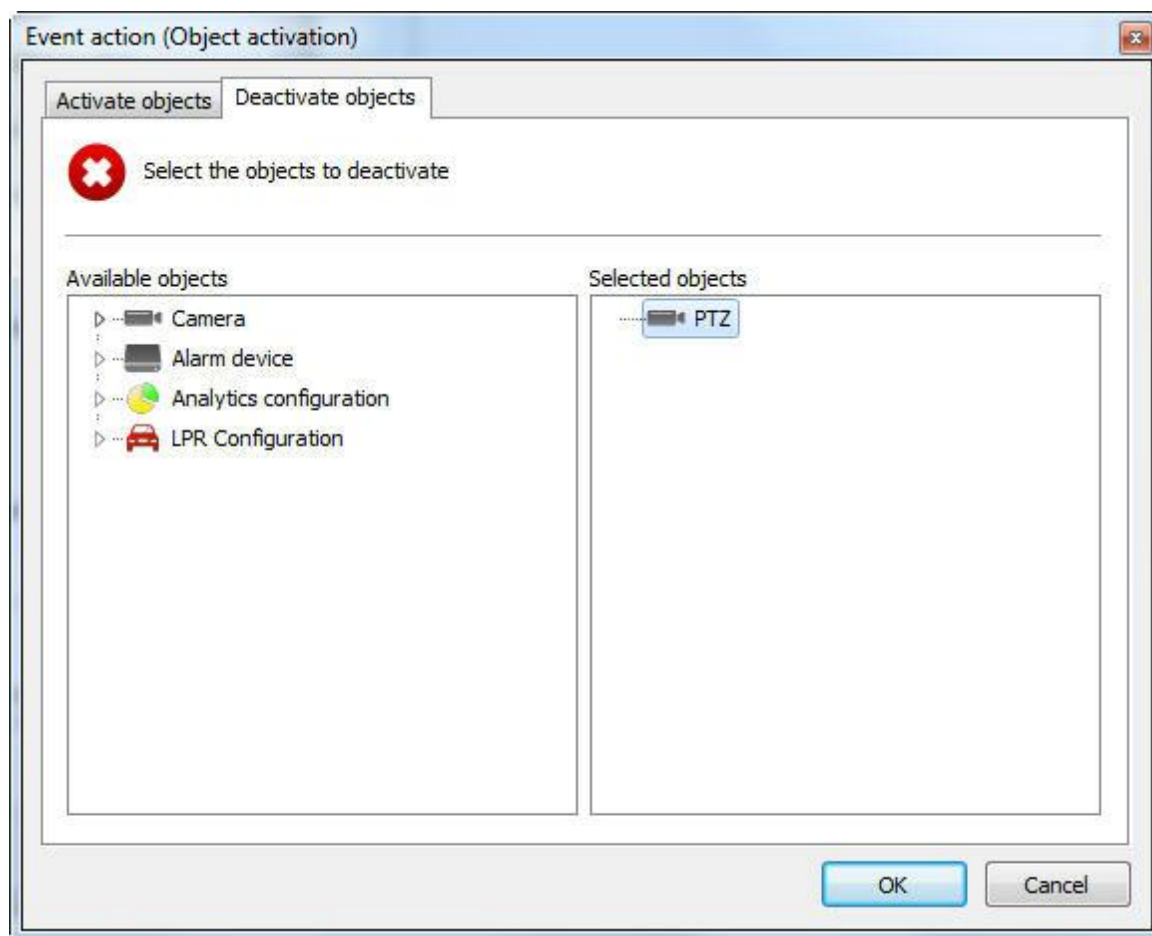 Event action (Object activation)
Activate objects
Deactivate objects
Select the objects to deactivate
Available objects
Selected objects
Camera
PTZ
Alarm device
Analytics configuration
LPR Configuration
OK
Cancel